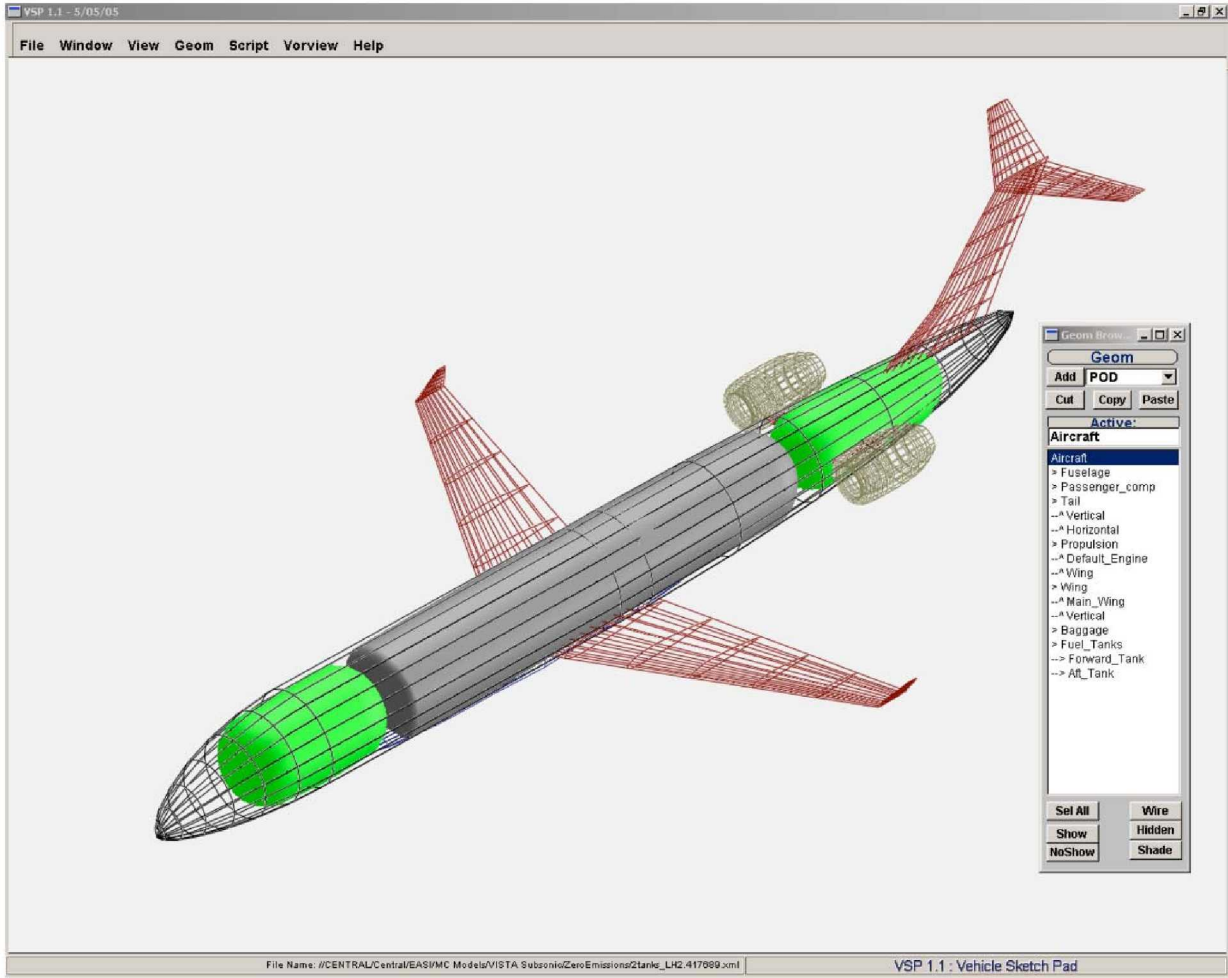 VSP 1.1 - 5/05/05
File Window View Geom Script Vorview Help
Geom Brow...
Geom
Add POD
Cut Copy Paste
Active:
Aircraft
Aircraft
> Fuselage
> Passenger_comp
> Tail
--^ Vertical
--^ Horizontal
> Propulsion
--^ Default_Engine
--^ Wing
> Wing
--^ Main_Wing
--^ Vertical
> Baggage
> Fuel_Tanks
--> Forward_Tank
--> Aft_Tank
Sel All Wire
Show Hidden
NoShow Shade
File Name: //CENTRAL/Central/EASI/MC Models/VISTA Subsonic/ZeroEmissions/2tanks_LH2.417689.xml
VSP 1.1 : Vehicle Sketch Pad